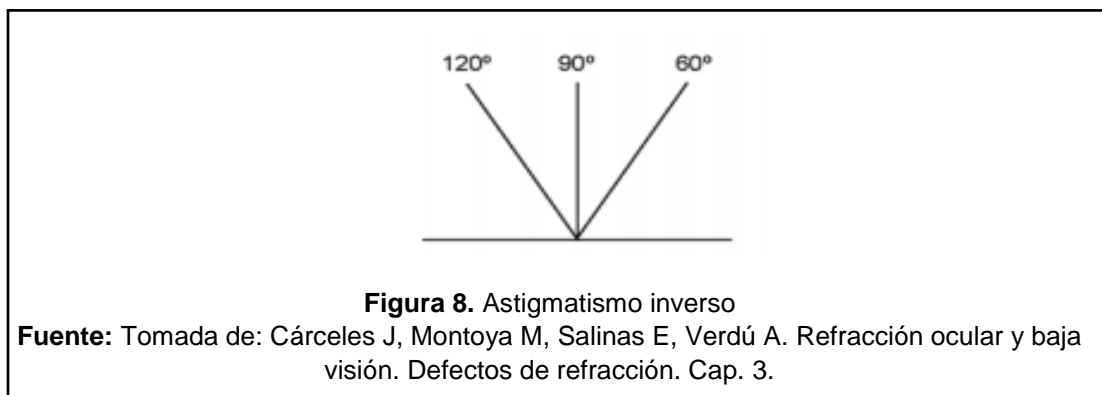 120º 90º 60º
Figura 8. Astigmatismo inverso
Fuente: Tomada de: Cárceles J, Montoya M, Salinas E, Verdú A. Refracción ocular y baja
visión. Defectos de refracción. Cap. 3.